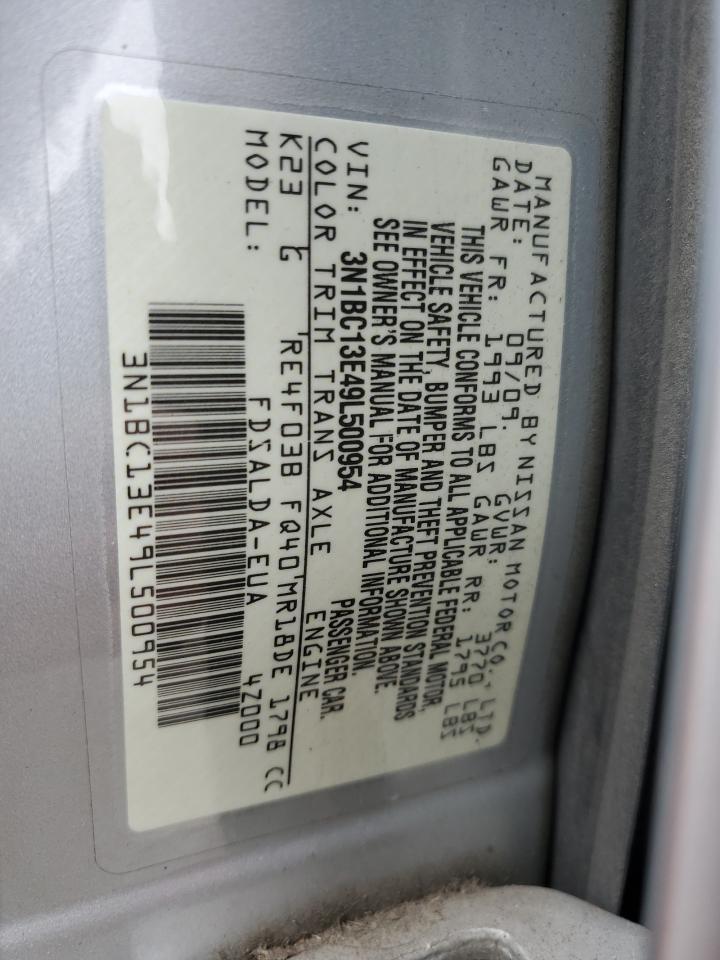 MANUFACTURED BY NISSAN MOTOR CO., LTD.
DATE: 09/09. GVWR: 3770 LBS
GAWR FR: 1993 LBS GAWR RR: 1795 LBS
THIS VEHICLE CONFORMS TO ALL APPLICABLE FEDERAL MOTOR
VEHICLE SAFETY, BUMPER AND THEFT PREVENTION STANDARDS
IN EFFECT ON THE DATE OF MANUFACTURE SHOWN ABOVE.
SEE OWNER'S MANUAL FOR ADDITIONAL INFORMATION.
VIN: 3N1BC13E49L500954 PASSENGER CAR.
COLOR TRIM TRANS AXLE ENGINE
K23 G 'RE4F03B FQ40'MR18DE 1798 CC
MODEL: FDSALDA-EUA 4Z000
3N1BC13E49L500954